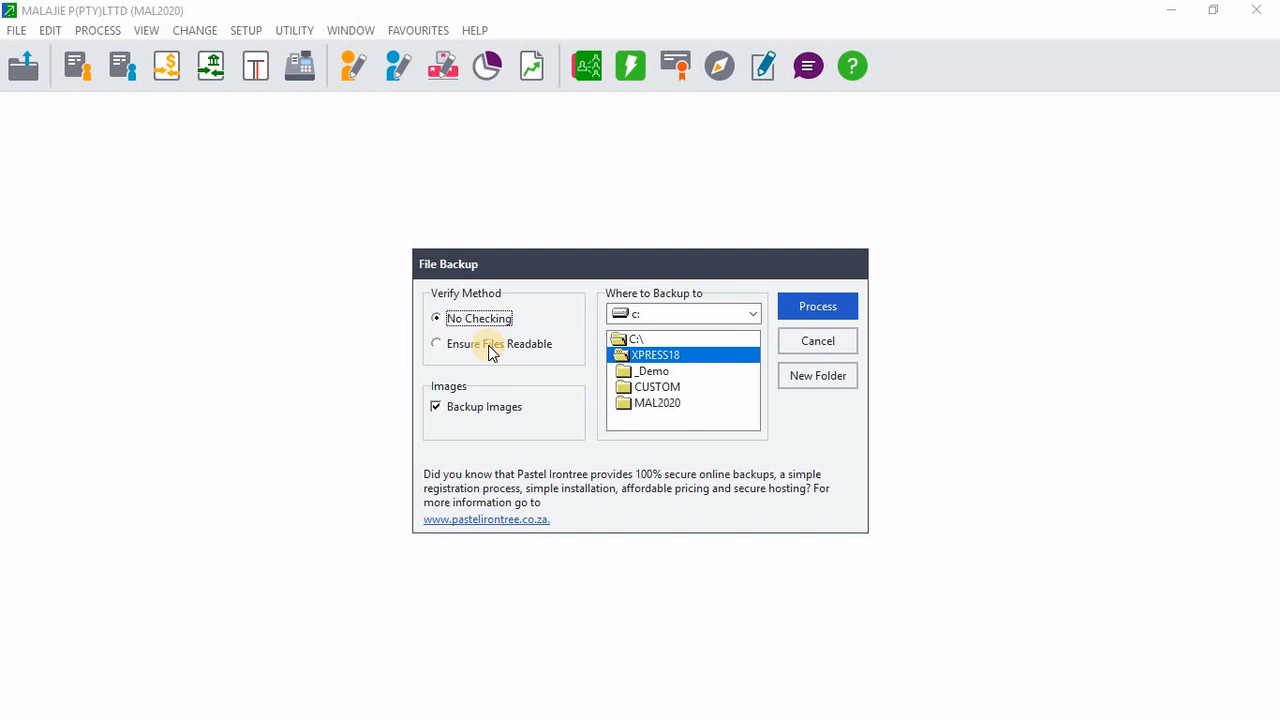 MALAJIE P(PTY)LTTD (MAL2020)
FILE EDIT PROCESS VIEW CHANGE SETUP UTILITY WINDOW FAVOURITES HELP
File Backup
Verify Method
No Checking
Ensure Files Readable
Images
Backup Images
Where to Backup to
c:
C:\
XPRESS18
_Demo
CUSTOM
MAL2020
Process
Cancel
New Folder
Did you know that Pastel Irontree provides 100% secure online backups, a simple
registration process, simple installation, affordable pricing and secure hosting? For
more information go to
www.pastelirontree.co.za.